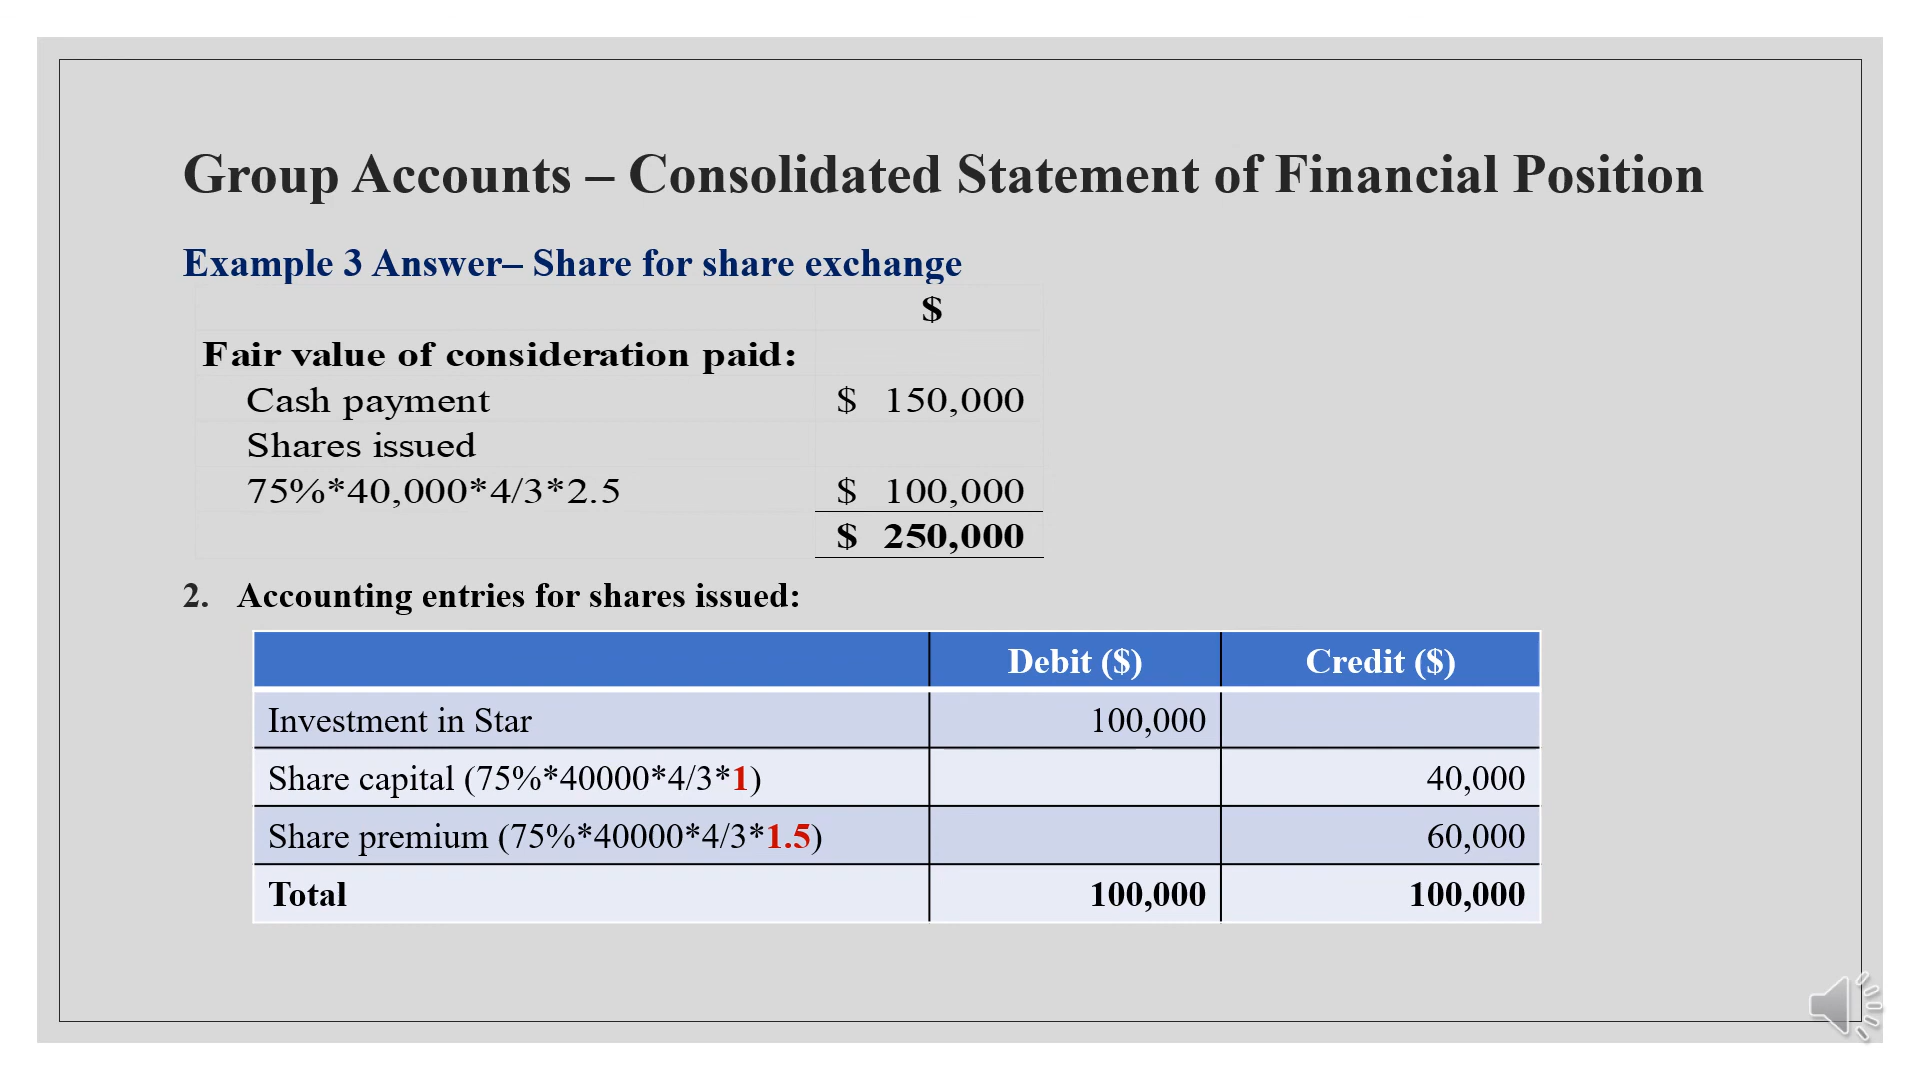 Group Accounts – Consolidated Statement of Financial Position
Example 3 Answer– Share for share exchange
$
Fair value of consideration paid:
Cash payment $ 150,000
Shares issued
75%*40,000*4/3*2.5 $ 100,000
$ 250,000
2. Accounting entries for shares issued:
Debit ($) Credit ($)
Investment in Star 100,000
Share capital (75%*40000*4/3*1) 40,000
Share premium (75%*40000*4/3*1.5) 60,000
Total 100,000 100,000